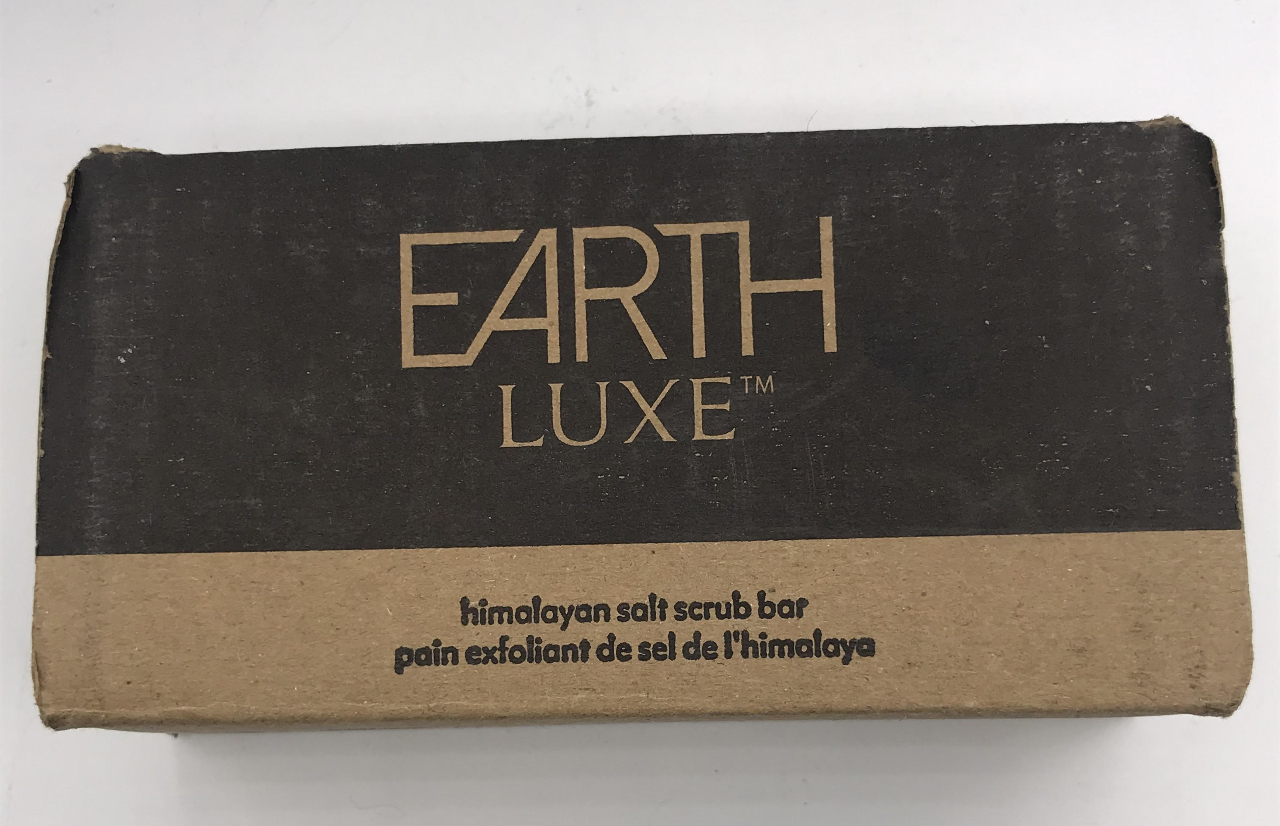 EARTH
LUXE™
himalayan salt scrub bar
pain exfoliant de sel de l'himalaya